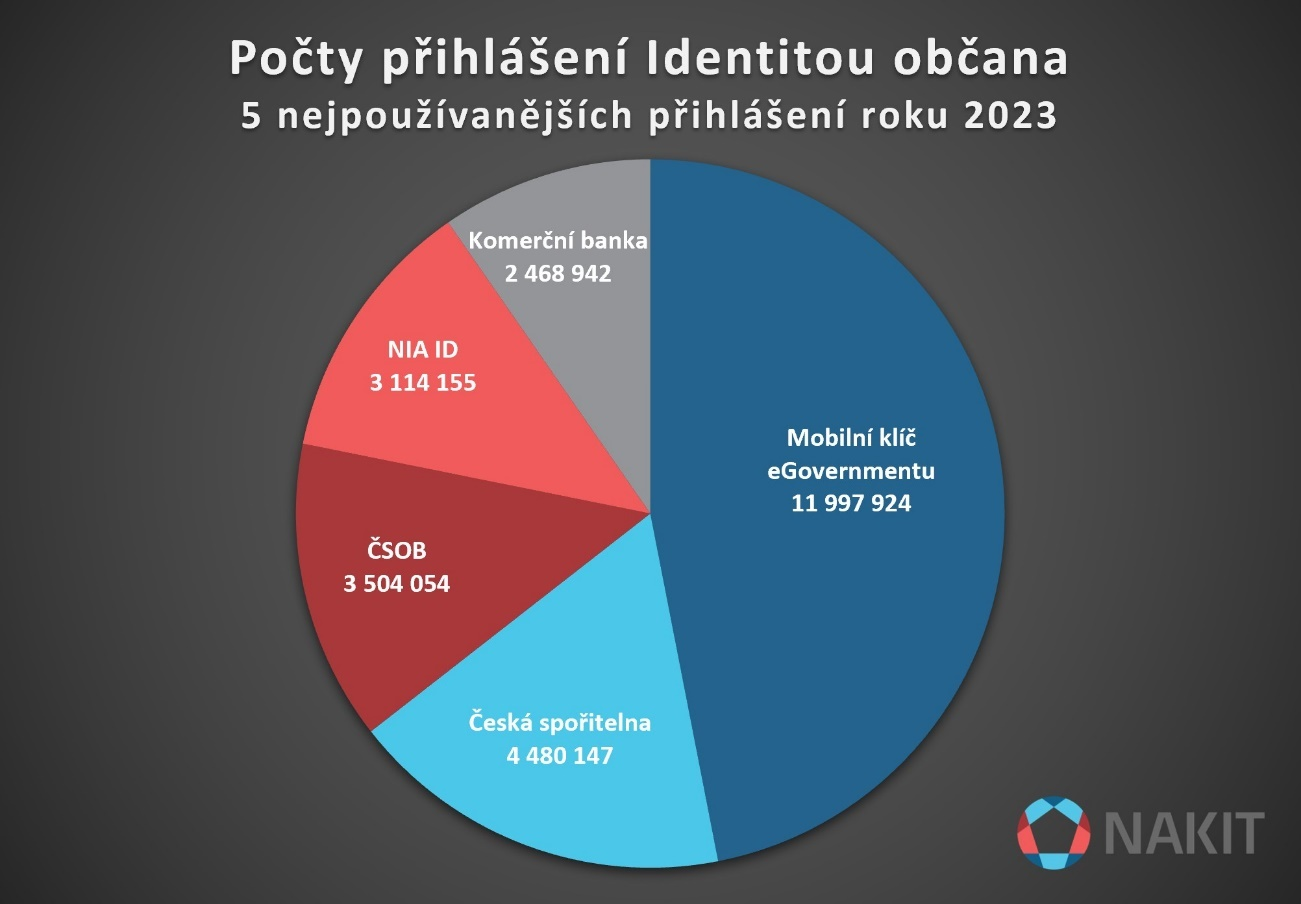 Počty přihlášení Identitou občana
5 nejpoužívanějších přihlášení roku 2023
Komerční banka
2 468 942
NIA ID
3 114 155
Mobilní klíč
eGovernmentu
11 997 924
ČSOB
3 504 054
Česká spořitelna
4 480 147
NAKIT